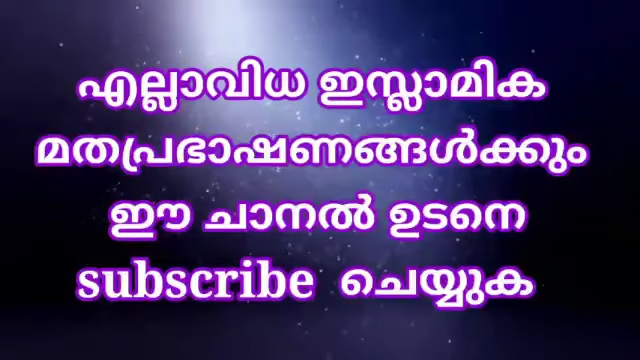 എല്ലാവിധ ഇസ്ലാമിക
മതപ്രഭാഷണങ്ങൾക്കും
ഈ ചാനൽ ഉടനെ
subscribe ചെയ്യുക